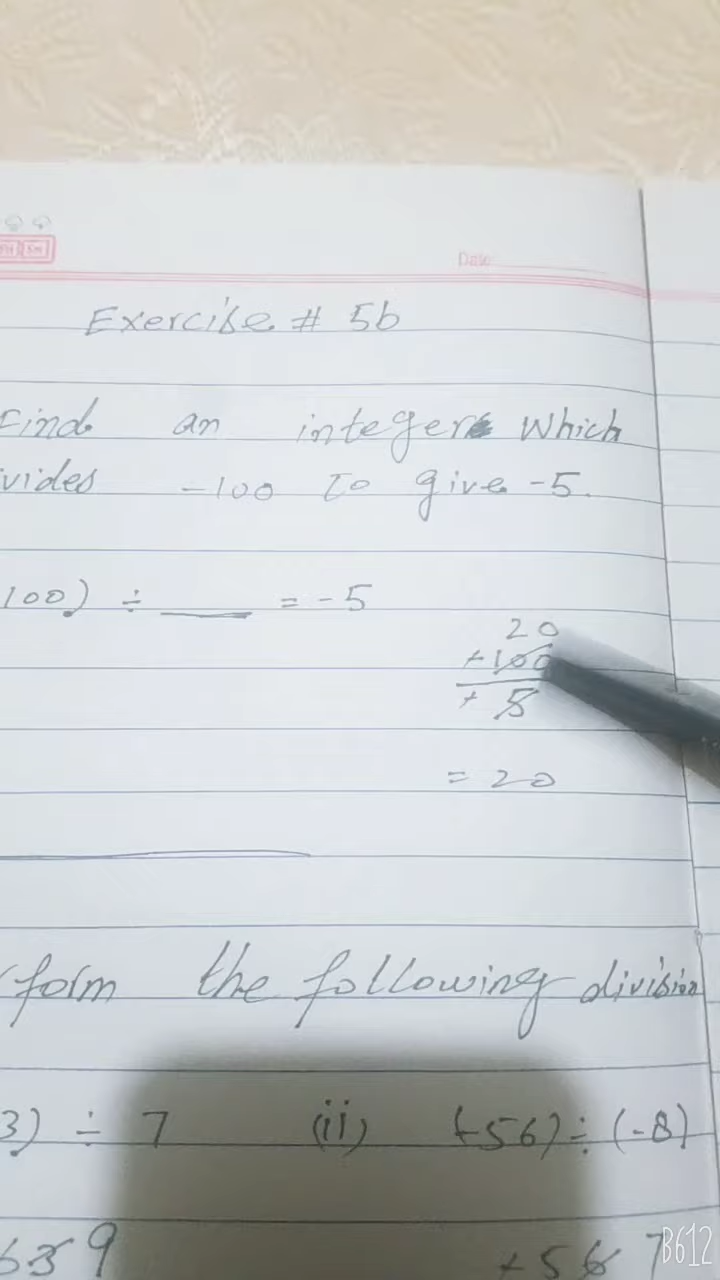 Date:
Exercise # 5b
Find an integer which
vides -100 to give -5.
100) ÷ ___ = -5
20
+100
+ 5
= 20
form the following division
3) ÷ 7 (ii) (-56) ÷ (-8)
639 +56 7
B612